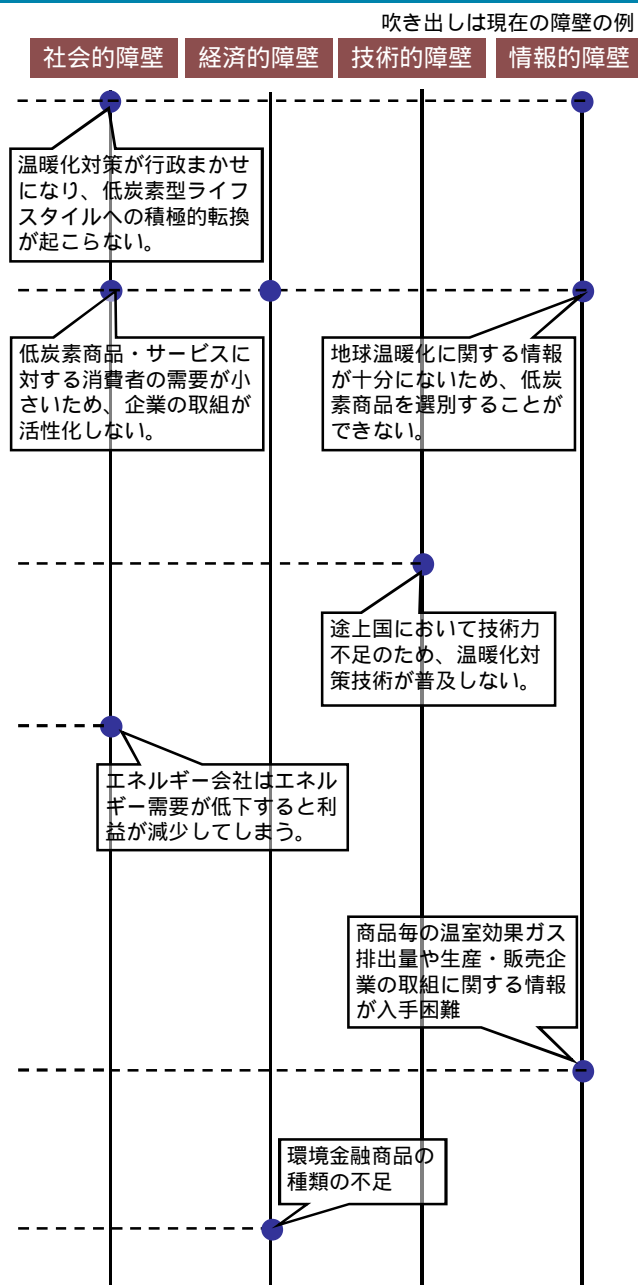 吹き出しは現在の障壁の例
社会的障壁
経済的障壁
技術的障壁
情報的障壁
温暖化対策が行政まかせ
になり、低炭素型ライフ
スタイルへの積極的転換
が起こらない。
低炭素商品・サービスに
対する消費者の需要が小
さいため、企業の取組が
活性化しない。
地球温暖化に関する情報
が十分にないため、低炭
素商品を選別することが
できない。
途上国において技術力
不足のため、温暖化対
策技術が普及しない。
エネルギー会社はエネル
ギー需要が低下すると利
益が減少してしまう。
商品毎の温室効果ガス
排出量や生産・販売企
業の取組に関する情報
が入手困難
環境金融商品の
種類の不足